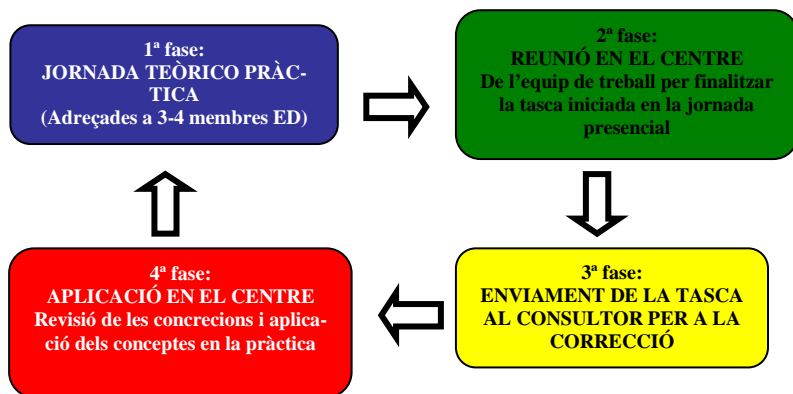 1ª fase:
JORNADA TEÒRICO PRÀC-
TICA
(Adreçades a 3-4 membres ED)
2ª fase:
REUNIÓ EN EL CENTRE
De l’equip de treball per finalitzar
la tasca iniciada en la jornada
presencial
3ª fase:
ENVIAMENT DE LA TASCA
AL CONSULTOR PER A LA
CORRECCIÓ
4ª fase:
APLICACIÓ EN EL CENTRE
Revisió de les concrecions i aplica-
ció dels conceptes en la pràctica